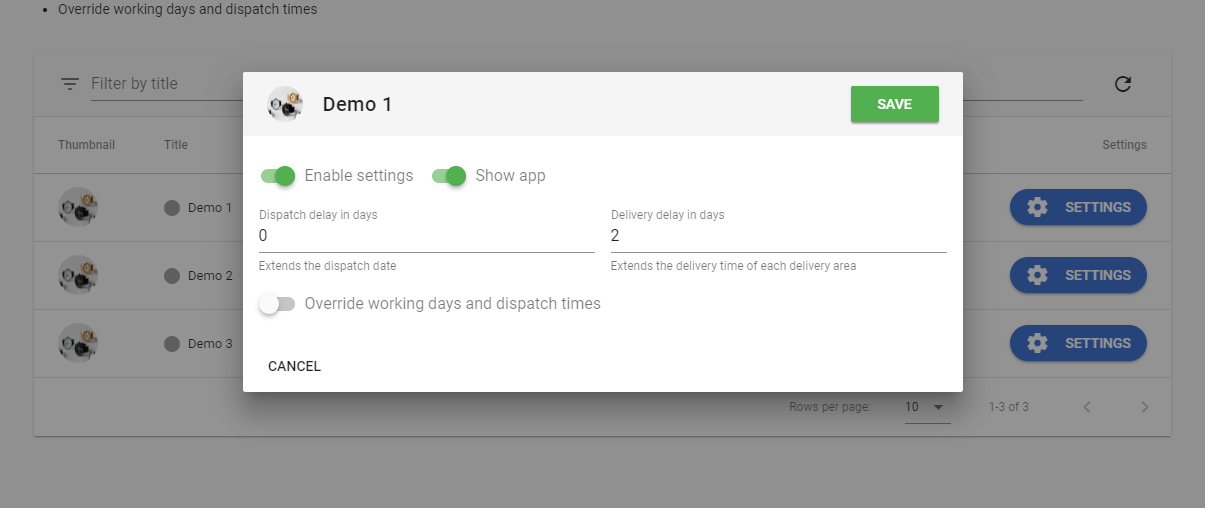 Override working days and dispatch times
Filter by title
Demo 1
SAVE
Thumbnail
Title
Settings
Enable settings
Show app
Demo 1
SETTINGS
Dispatch delay in days
Delivery delay in days
0
2
Extends the dispatch date
Extends the delivery time of each delivery area
Demo 2
SETTINGS
Override working days and dispatch times
Demo 3
SETTINGS
CANCEL
Rows per page:
10
1-3 of 3